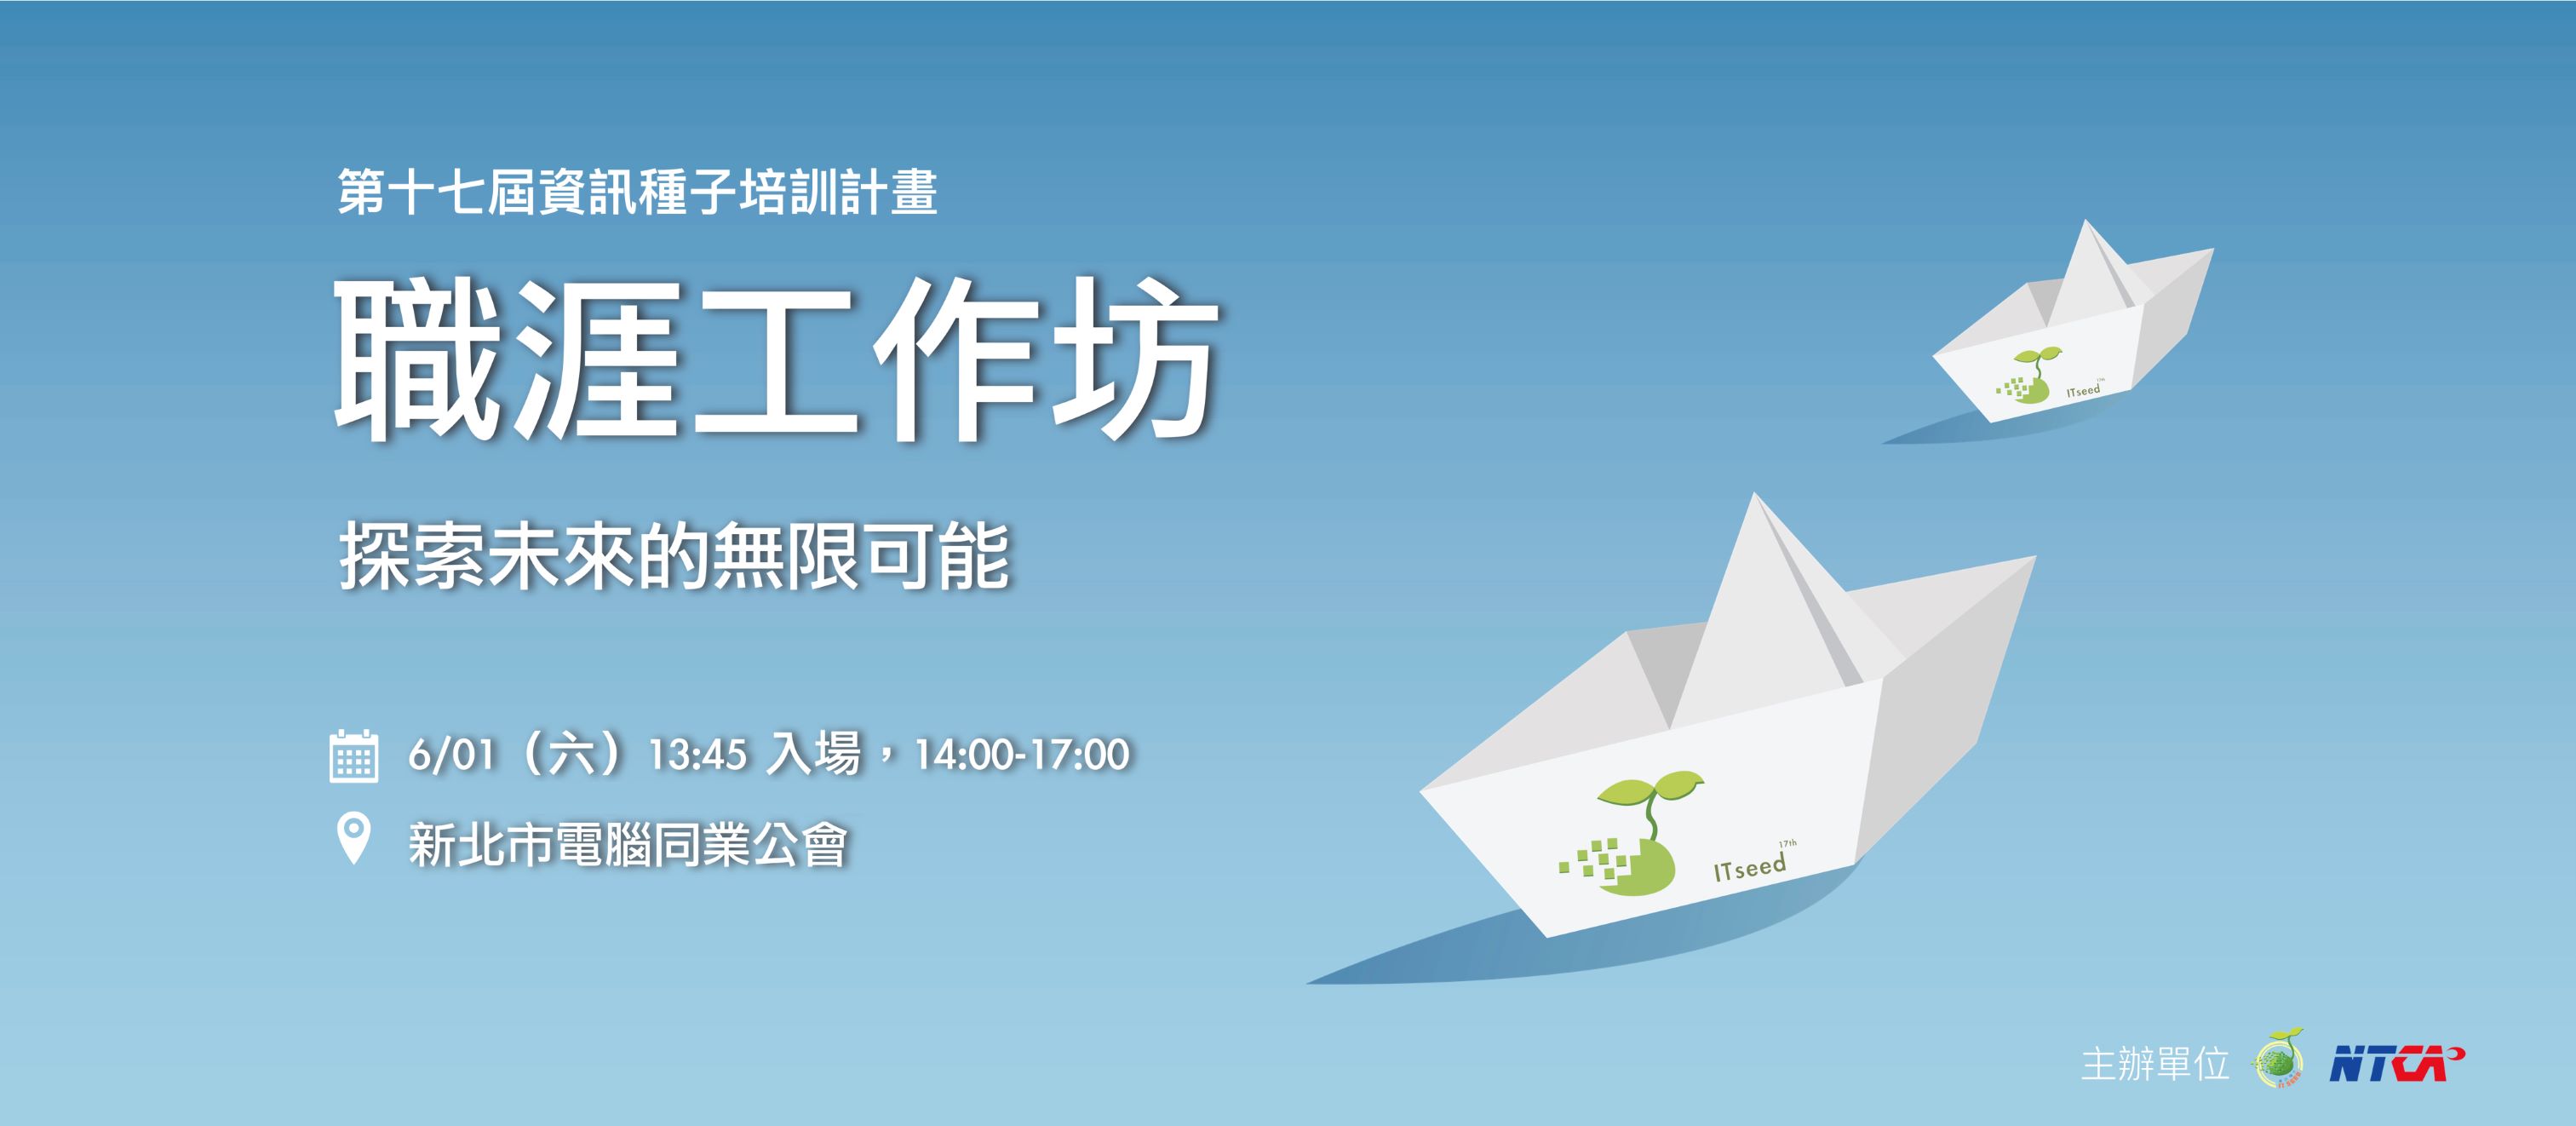 第十七屆資訊種子培訓計畫
職涯工作坊
探索未來的無限可能
6/01（六）13:45 入場，14:00-17:00
新北市電腦同業公會
ITseed
17th
ITseed
主辦單位
NTCA